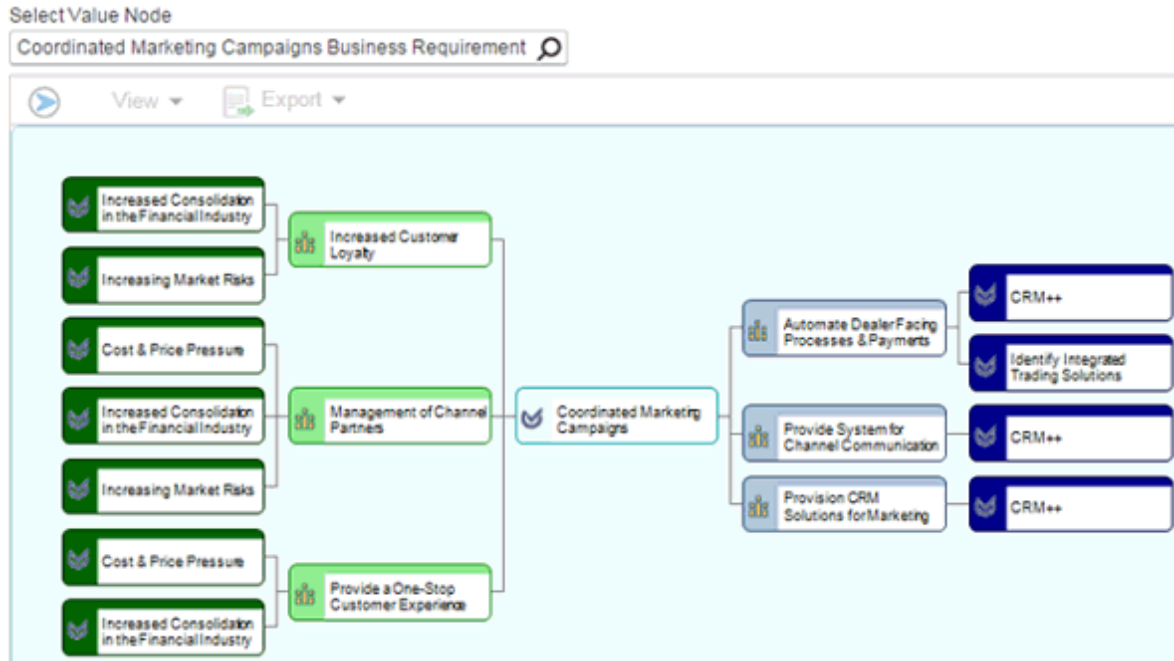 Select Value Node
Coordinated Marketing Campaigns Business Requirement
View
Export
Increased Consolidation
in the Financial Industry
Increasing Market Risks
Increased Customer
Loyalty
Cost & Price Pressure
Increased Consolidation
in the Financial Industry
Increasing Market Risks
Management of Channel
Partners
Cost & Price Pressure
Increased Consolidation
in the Financial Industry
Provide a One-Stop
Customer Experience
Coordinated Marketing
Campaigns
Automate Dealer Facing
Processes & Payments
CRM++
Identify Integrated
Trading Solutions
Provide System for
Channel Communication
CRM++
Provision CRM
Solutions for Marketing
CRM++